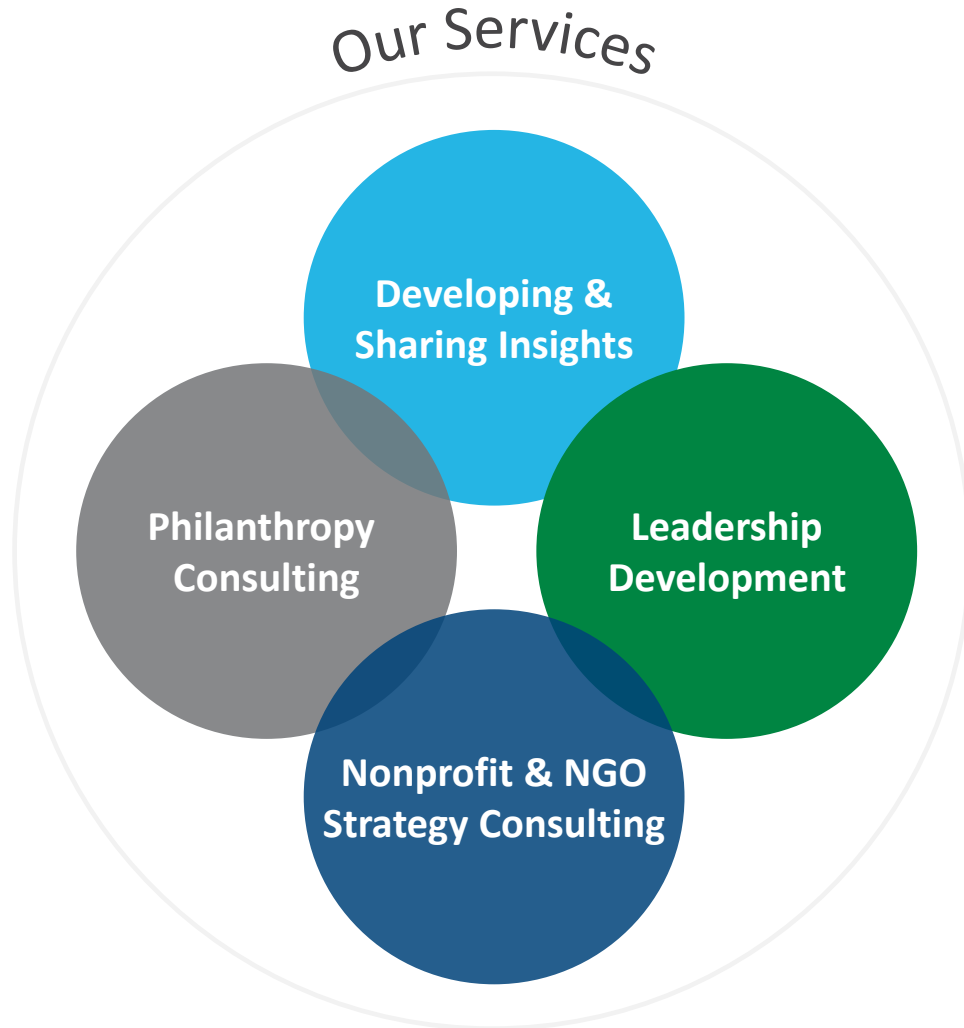 Our Services
Developing &
Sharing Insights
Philanthropy
Consulting
Leadership
Development
Nonprofit & NGO
Strategy Consulting